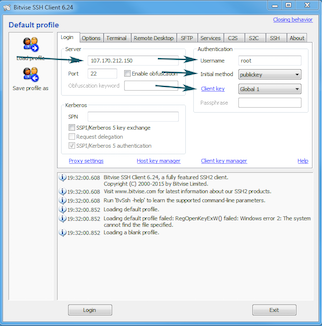 Bitvise SSH Client 6.24
Default profile
Closing behavior
Load profile
Save profile as
Login Options Terminal Remote Desktop SFTP Services C2S S2C SSH About
Server
107.170.212.150
Port 22 Enable obfuscation
Obfuscation keyword
Kerberos
SPN
SSPI/Kerberos 5 key exchange
Request delegation
SSPI/Kerberos 5 authentication
Authentication
Username root
Initial method publickey
Client key Global 1
Passphrase
Proxy settings Host key manager Client key manager Help
19:32:00.608 Bitvise SSH Client 6.24, a fully featured SSH2 client.
Copyright (C) 2000-2015 by Bitvise Limited.
19:32:00.608 Visit www.bitvise.com for latest information about our SSH2 products.
19:32:00.608 Run 'BvSsh -help' to learn the supported command-line parameters.
19:32:00.852 Loading default profile.
19:32:00.852 Loading default profile failed: RegOpenKeyExW() failed: Windows error 2: The system
cannot find the file specified.
19:32:00.852 Loading a blank profile.
Login
Exit